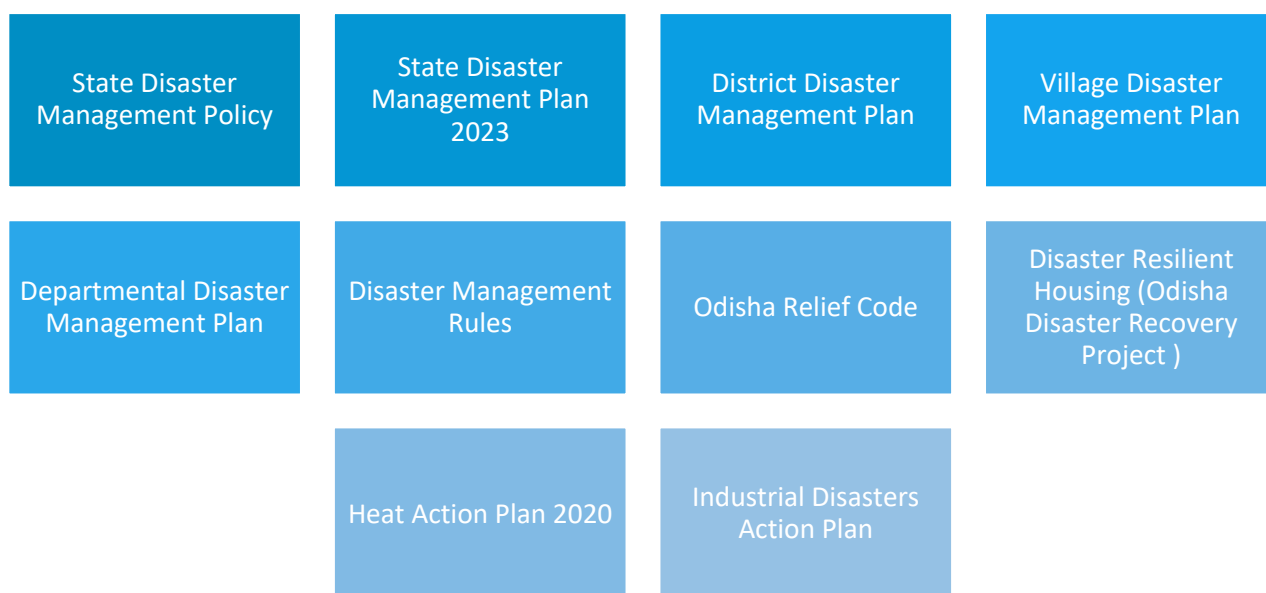 State Disaster
Management Policy
State Disaster
Management Plan
2023
District Disaster
Management Plan
Village Disaster
Management Plan
Departmental Disaster
Management Plan
Disaster Management
Rules
Odisha Relief Code
Disaster Resilient
Housing (Odisha
Disaster Recovery
Project )
Heat Action Plan 2020
Industrial Disasters
Action Plan